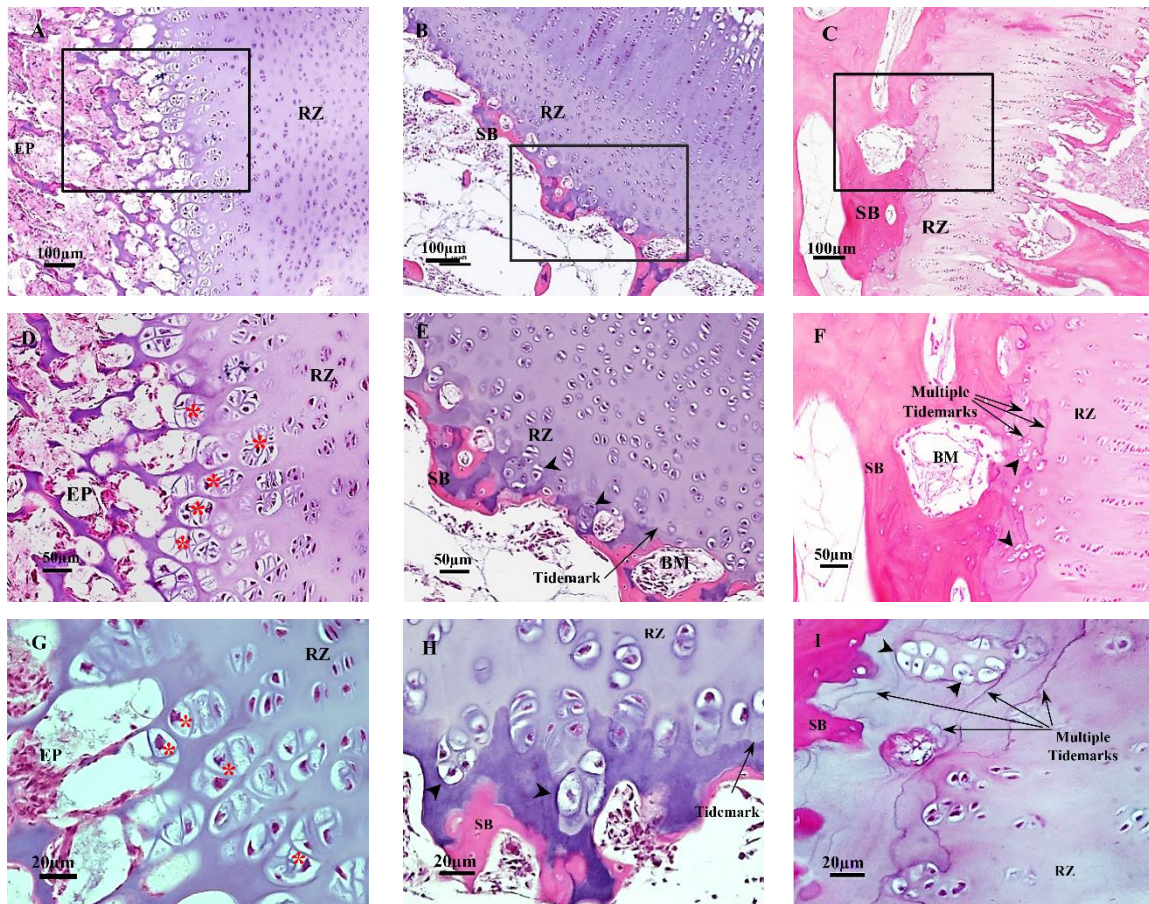 A
RZ
EP
100µm
B
RZ
SB
100µm
C
SB
RZ
100µm
D
RZ
EP
50µm
E
RZ
SB
50µm
Tidemark
BM
F
Multiple
Tidemarks
RZ
BM
SB
50µm
G
RZ
EP
20µm
H
RZ
Tidemark
SB
20µm
I
SB
Multiple
Tidemarks
20µm
RZ